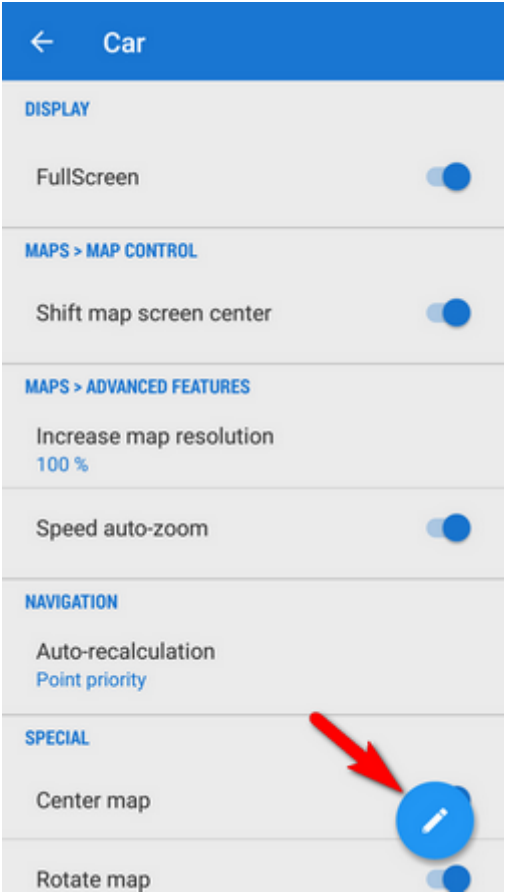 Car
DISPLAY
FullScreen
MAPS > MAP CONTROL
Shift map screen center
MAPS > ADVANCED FEATURES
Increase map resolution
100 %
Speed auto-zoom
NAVIGATION
Auto-recalculation
Point priority
SPECIAL
Center map
Rotate map